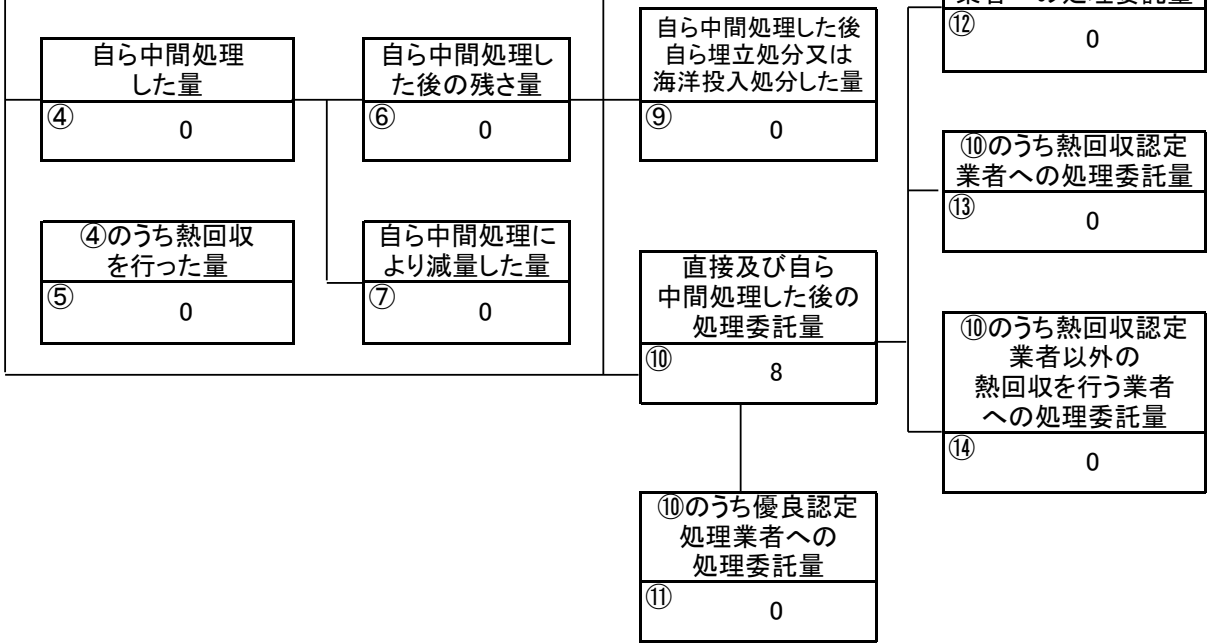 ⑫
0
自ら中間処理
した量
④
0
自ら中間処理し
た後の残さ量
⑥
0
自ら中間処理した後
自ら埋立処分又は
海洋投入処分した量
⑨
0
⑩のうち熱回収認定
業者への処理委託量
⑬
0
④のうち熱回収
を行った量
⑤
0
自ら中間処理に
より減量した量
⑦
0
直接及び自ら
中間処理した後の
処理委託量
⑩
8
⑩のうち熱回収認定
業者以外の
熱回収を行う業者
への処理委託量
⑭
0
⑩のうち優良認定
処理業者への
処理委託量
⑪
0